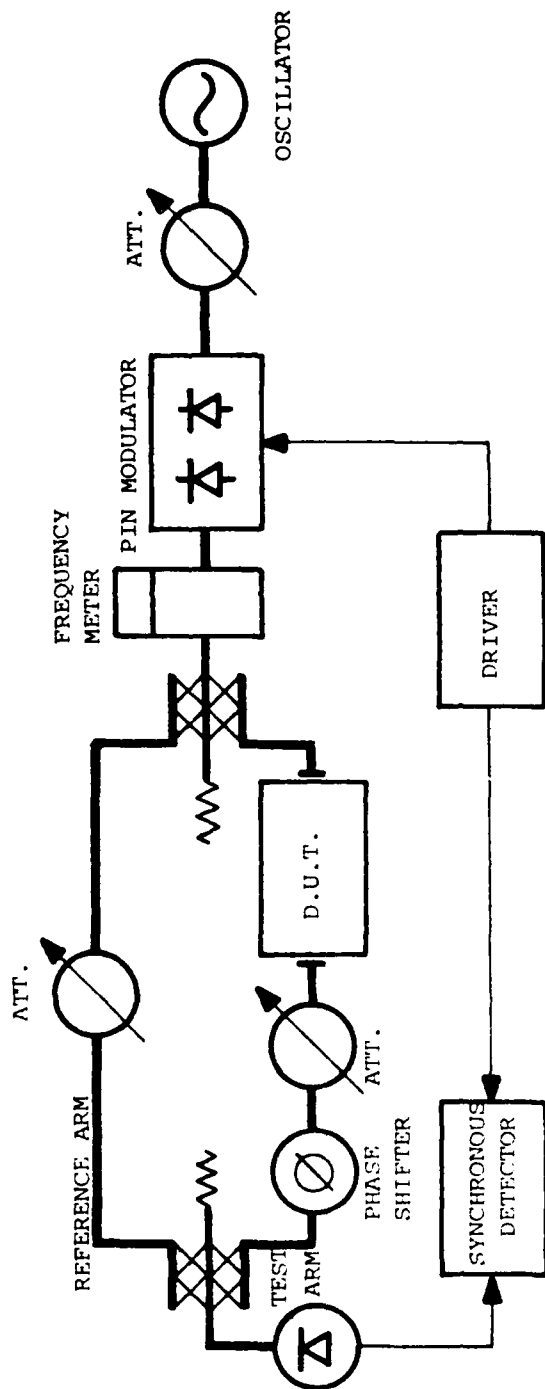 OSCILLATOR
ATT.
PIN MODULATOR
FREQUENCY
METER
ATT.
REFERENCE ARM
D.U.T.
ATT.
PHASE
SHIFTER
TEST
ARM
DRIVER
SYNCHRONOUS
DETECTOR